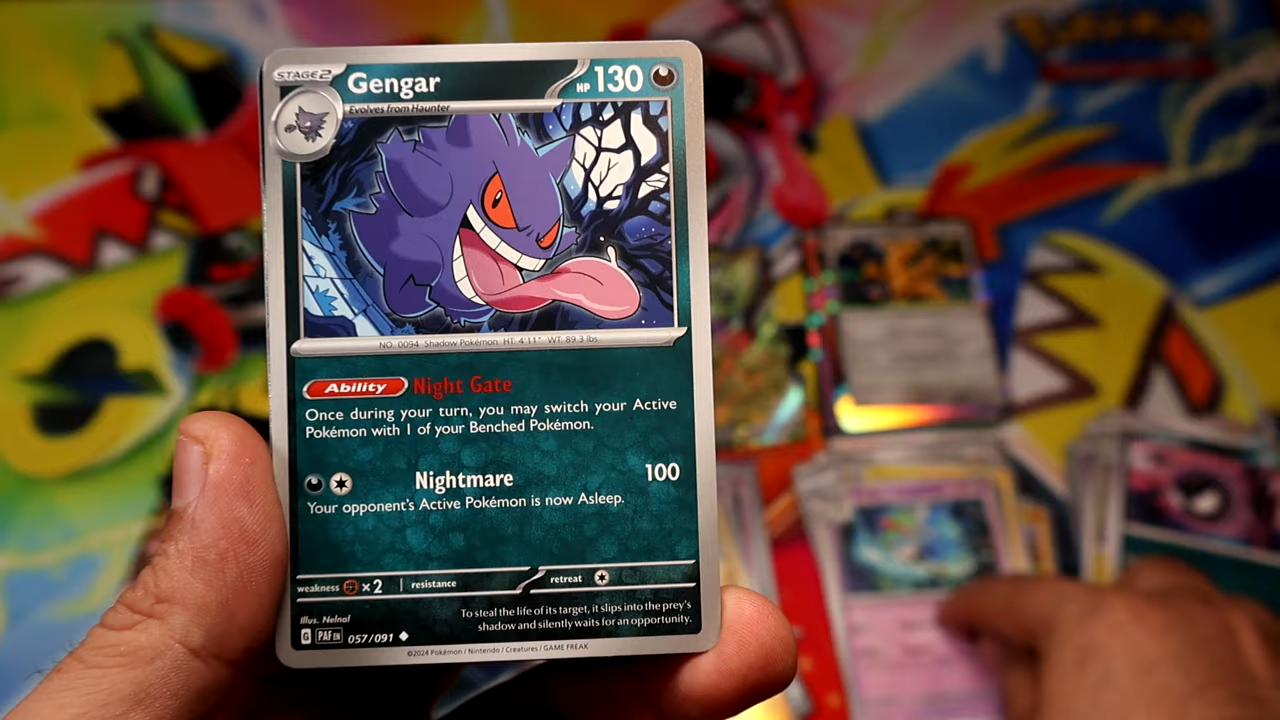 STAGE2
Gengar
HP 130
Evolves from Haunter
NO. 0094 Shadow Pokémon HT: 4'11" WT: 89.3 lbs
Ability Night Gate
Once during your turn, you may switch your Active
Pokémon with 1 of your Benched Pokémon.
Nightmare 100
Your opponent's Active Pokémon is now Asleep.
weakness ×2 resistance retreat
Illus. Nelnal
To steal the life of its target, it slips into the prey's
shadow and silently waits for an opportunity.
G PAF EN 057/091
©2024 Pokémon / Nintendo / Creatures / GAME FREAK